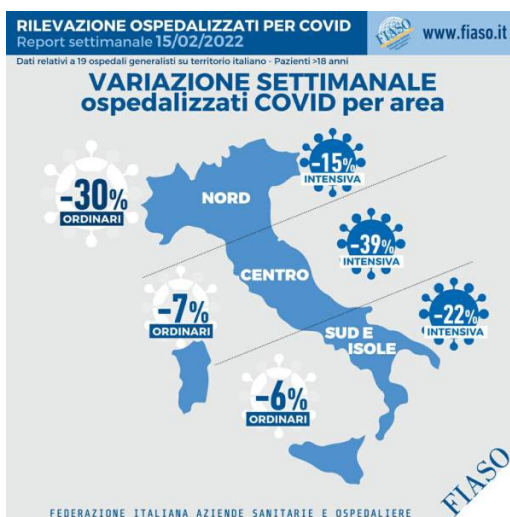 RILEVAZIONE OSPEDALIZZATI PER COVID
Report settimanale 15/02/2022
FIASO
www.fiaso.it
Dati relativi a 19 ospedali generalisti su territorio italiano - Pazienti >18 anni
VARIAZIONE SETTIMANALE
ospedalizzati COVID per area
-15%
INTENSIVA
-30%
ORDINARI
NORD
-39%
INTENSIVA
CENTRO
-7%
ORDINARI
-22%
INTENSIVA
SUD E
ISOLE
-6%
ORDINARI
FIASO
FEDERAZIONE ITALIANA AZIENDE SANITARIE E OSPEDALIERE